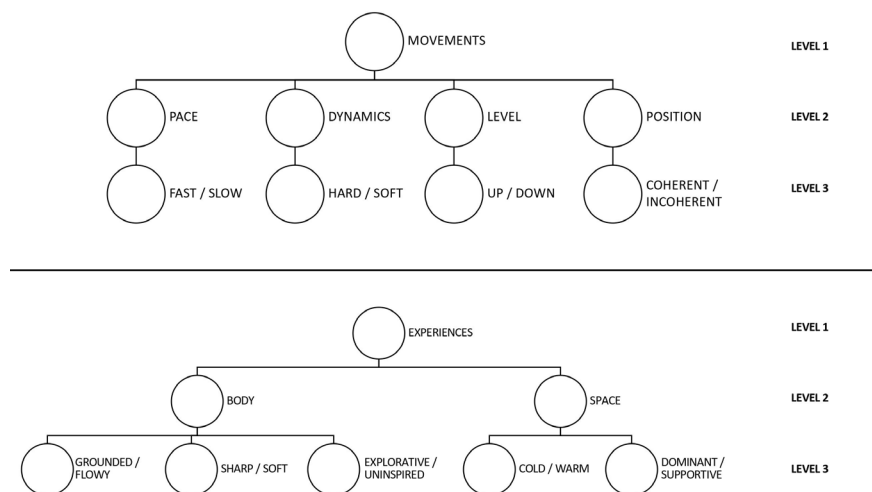 MOVEMENTS
LEVEL 1
PACE
DYNAMICS
LEVEL
POSITION
LEVEL 2
FAST / SLOW
HARD / SOFT
UP / DOWN
COHERENT /
INCOHERENT
LEVEL 3
EXPERIENCES
LEVEL 1
BODY
SPACE
LEVEL 2
GROUNDED /
FLOWY
SHARP / SOFT
EXPLORATIVE /
UNINSPIRED
COLD / WARM
DOMINANT /
SUPPORTIVE
LEVEL 3